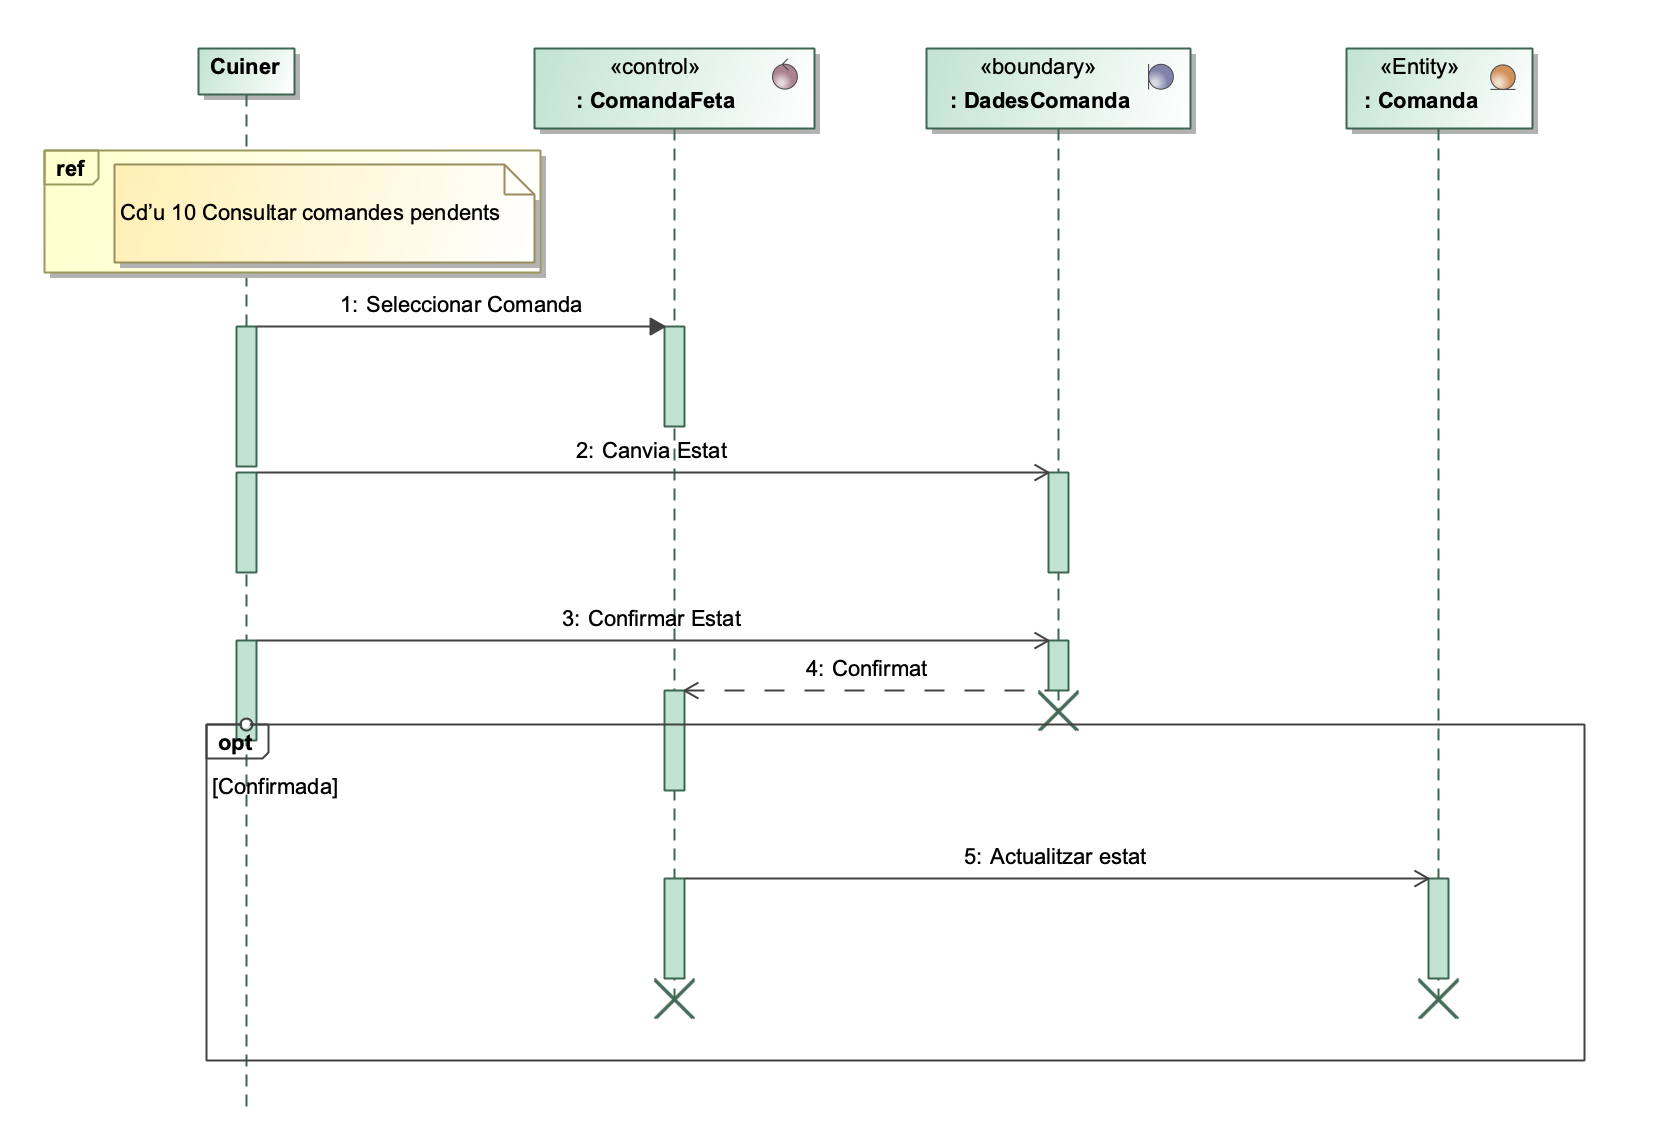 Cuiner
«control»
: ComandaFeta
«boundary»
: DadesComanda
«Entity»
: Comanda
ref
Cd’u 10 Consultar comandes pendents
1: Seleccionar Comanda
2: Canvia Estat
3: Confirmar Estat
4: Confirmat
opt
[Confirmada]
5: Actualitzar estat